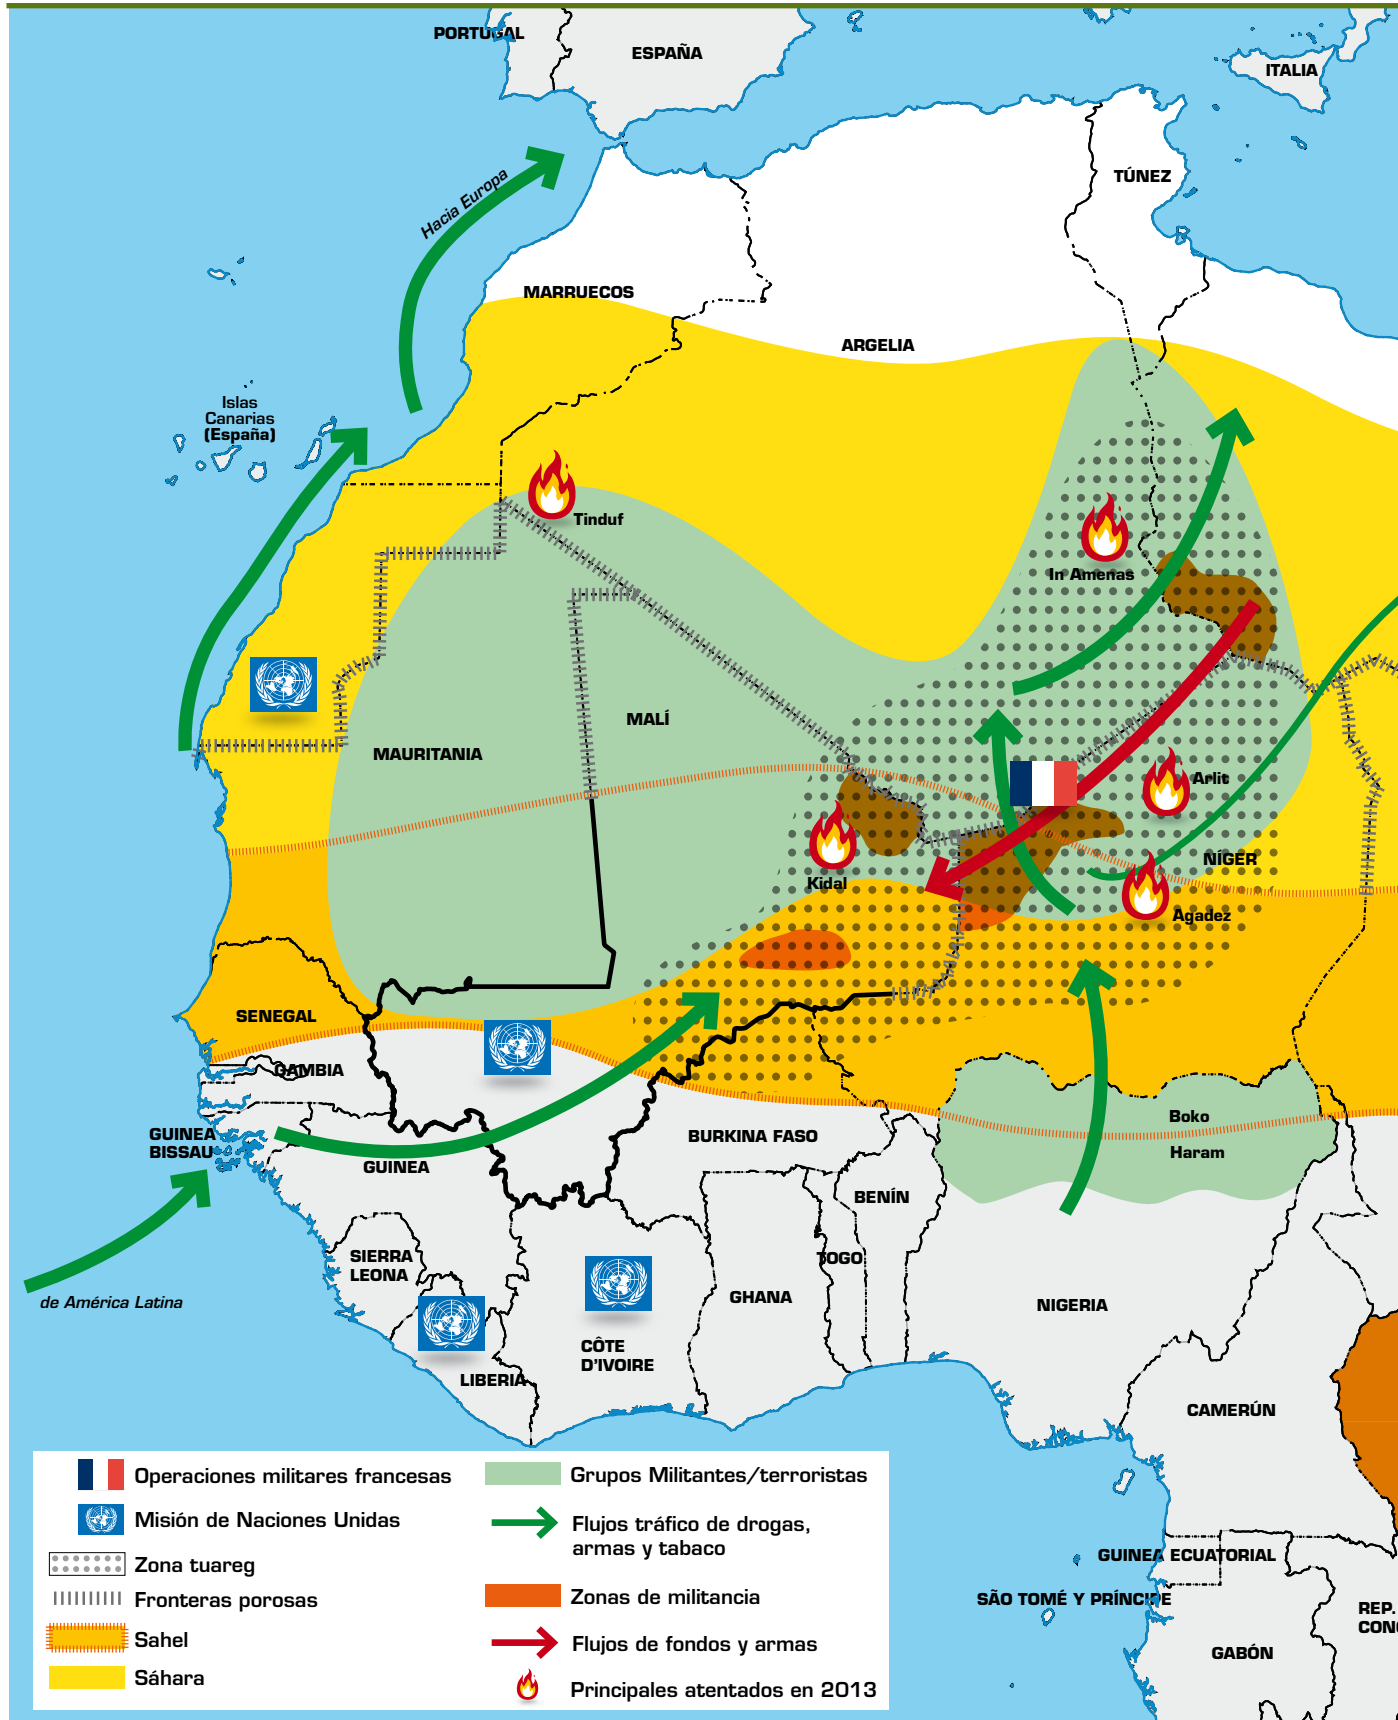 PORTUGAL
ESPAÑA
ITALIA
TÚNEZ
Hacia Europa
MARRUECOS
ARGELIA
Islas
Canarias
(España)
Tinduf
In Amenas
MALÍ
MAURITANIA
Arlit
NÍGER
Kidal
Agadez
SENEGAL
GAMBIA
GUINEA
BISSAU
GUINEA
BURKINA FASO
Boko
Haram
BENÍN
SIERRA
LEONA
TOGO
de América Latina
GHANA
NIGERIA
CÔTE
D'IVOIRE
LIBERIA
CAMERÚN
GUINEA ECUATORIAL
SÃO TOMÉ Y PRÍNCIPE
REP.
GABÓN
Operaciones militares francesas
Misión de Naciones Unidas
Zona tuareg
Fronteras porosas
Sahel
Sáhara
Grupos Militantes/terroristas
Flujos tráfico de drogas,
armas y tabaco
Zonas de militancia
Flujos de fondos y armas
Principales atentados en 2013